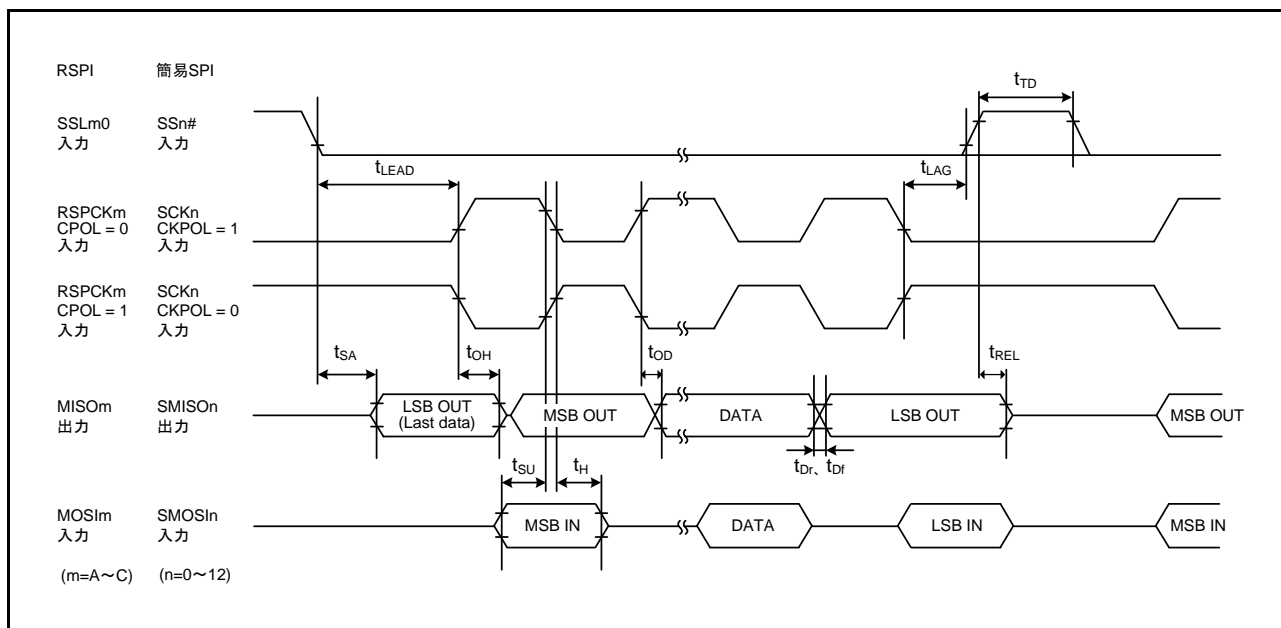 RSPI 簡易SPI
tTD
SSLm0 SSn#
入力 入力
tLEAD tLAG
RSPCKm SCKn
CPOL = 0 CKPOL = 1
入力 入力
RSPCKm SCKn
CPOL = 1 CKPOL = 0
入力 入力
tSA tOH tOD tREL
MISOm SMISOn
出力 出力
LSB OUT
(Last data)
MSB OUT DATA LSB OUT MSB OUT
tSU tH tDr、tDf
MOSIm SMOSIn
入力 入力
MSB IN DATA LSB IN MSB IN
(m=A～C) (n=0～12)